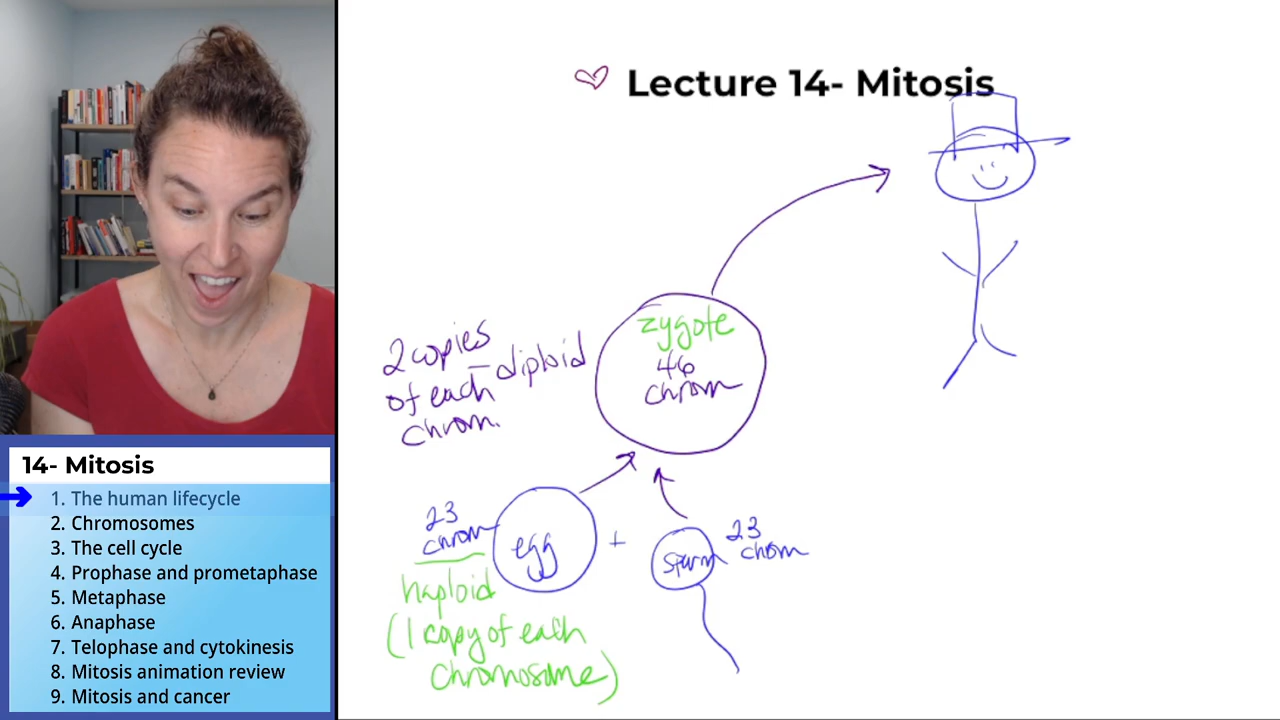 Lecture 14- Mitosis
zygote
46
chrom
2 copies
of each
chrom.
- diploid
23
chrom
egg
+
sperm
23
chom
haploid
(1 copy of each
chromosome)
14- Mitosis
1. The human lifecycle
2. Chromosomes
3. The cell cycle
4. Prophase and prometaphase
5. Metaphase
6. Anaphase
7. Telophase and cytokinesis
8. Mitosis animation review
9. Mitosis and cancer